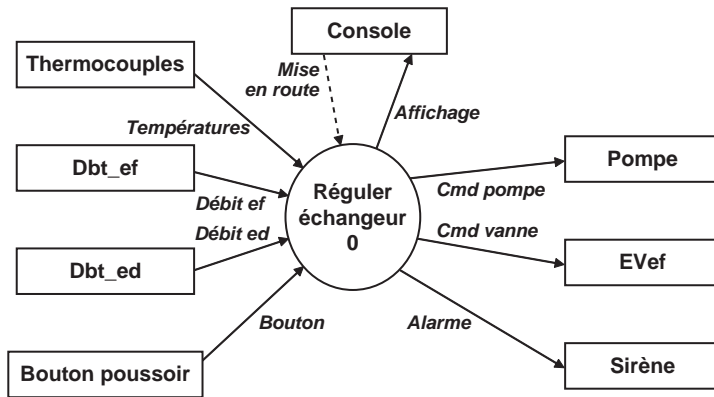 Console
Thermocouples
Mise
en route
Affichage
Températures
Dbt_ef
Pompe
Réguler
échangeur
0
Cmd pompe
Débit ef
Débit ed
Cmd vanne
Dbt_ed
EVef
Bouton
Alarme
Bouton poussoir
Sirène